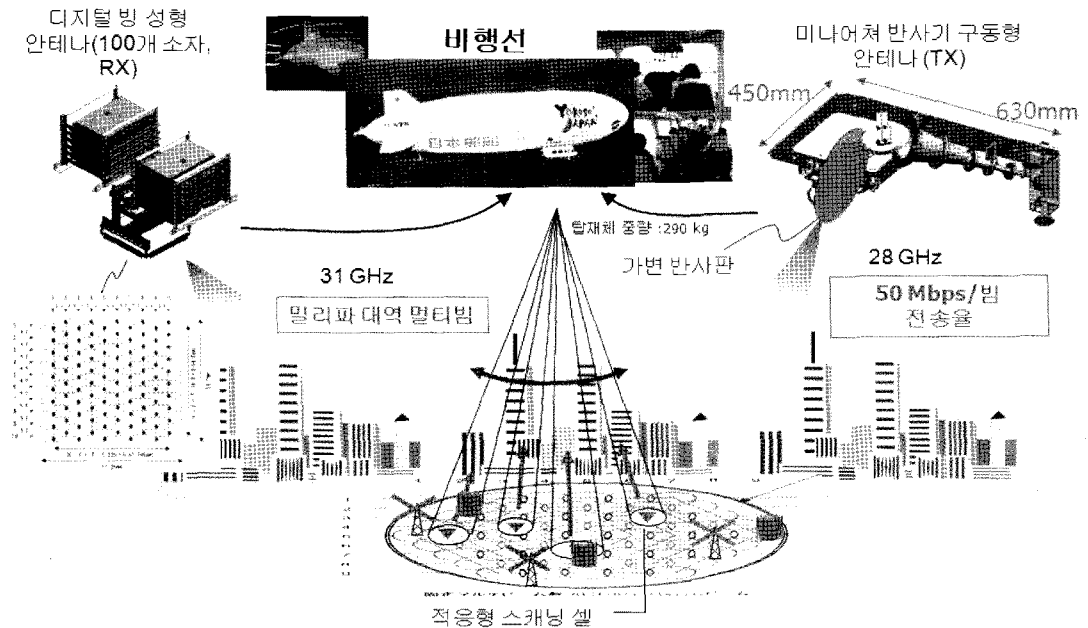 디지털 빔 성형
안테나(100개 소자,
RX)
비행선
미니어쳐 반사기 구동형
안테나 (TX)
450mm
630mm
탑재체 중량 :290 kg
가변 반사판
31 GHz
밀리파 대역 멀티빔
28 GHz
50 Mbps/빔
전송율
적응형 스캐닝 셀